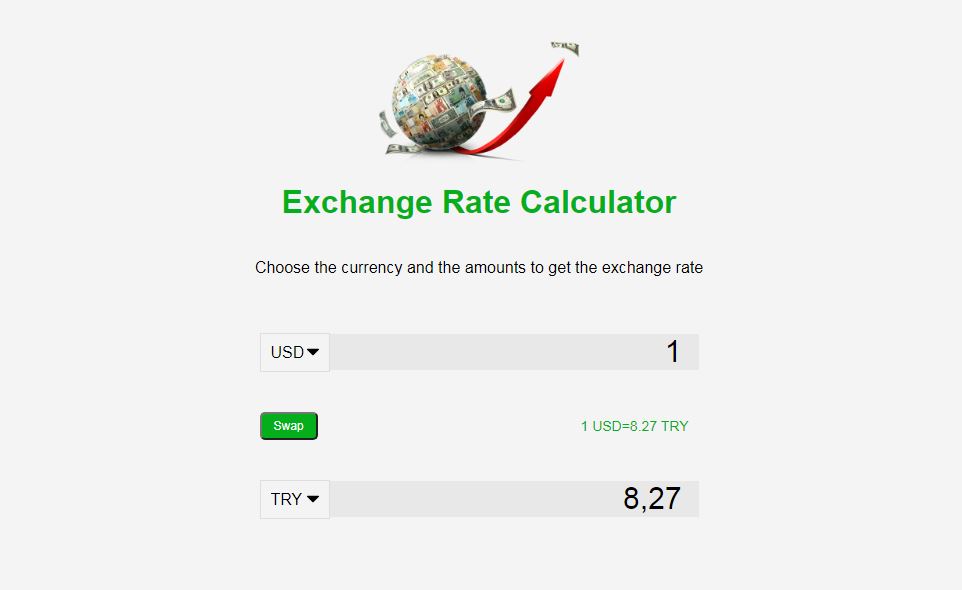 Exchange Rate Calculator
Choose the currency and the amounts to get the exchange rate
USD 1
Swap 1 USD=8.27 TRY
TRY 8,27